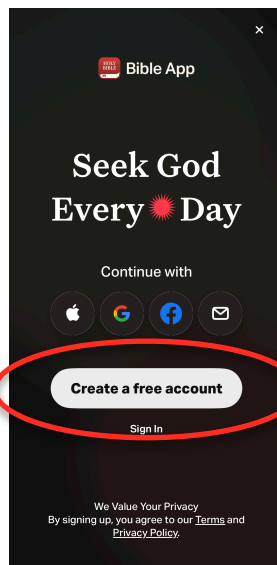 ×
HOLY
BIBLE
Bible App
Seek God
Every Day
Continue with
Create a free account
Sign In
We Value Your Privacy
By signing up, you agree to our Terms and
Privacy Policy.